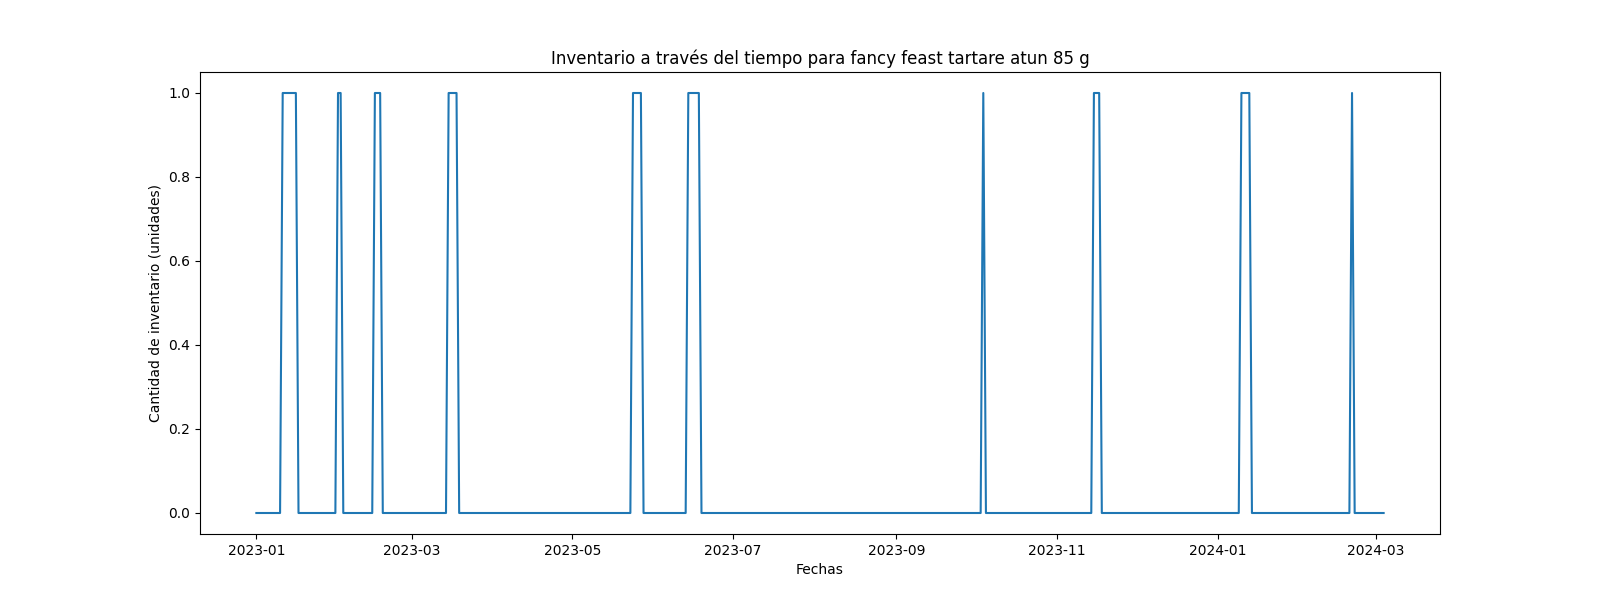 Inventario a través del tiempo para fancy feast tartare atun 85 g
Cantidad de inventario (unidades)
1.0
0.8
0.6
0.4
0.2
0.0
2023-01 2023-03 2023-05 2023-07 2023-09 2023-11 2024-01 2024-03
Fechas